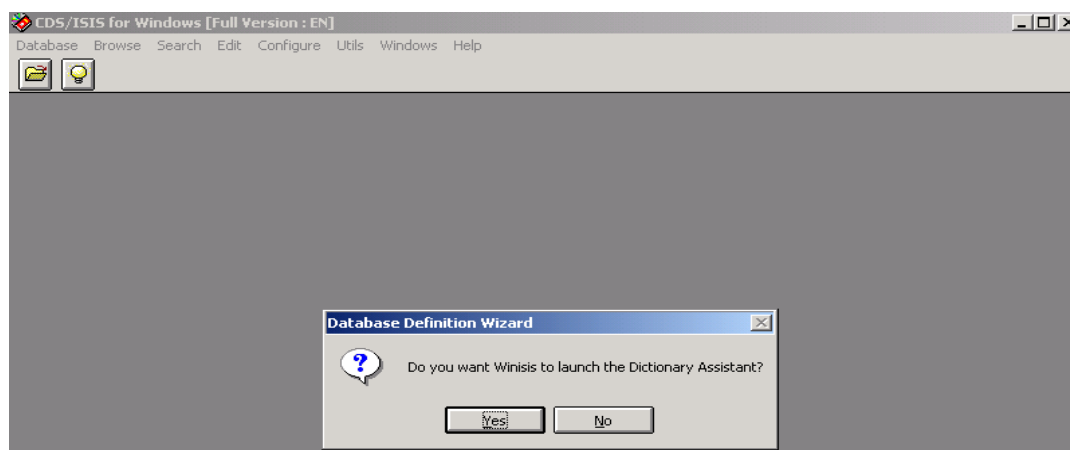 CDS/ISIS for Windows [Full Version : EN]
Database Browse Search Edit Configure Utils Windows Help
Database Definition Wizard
Do you want Winisis to launch the Dictionary Assistant?
Yes No